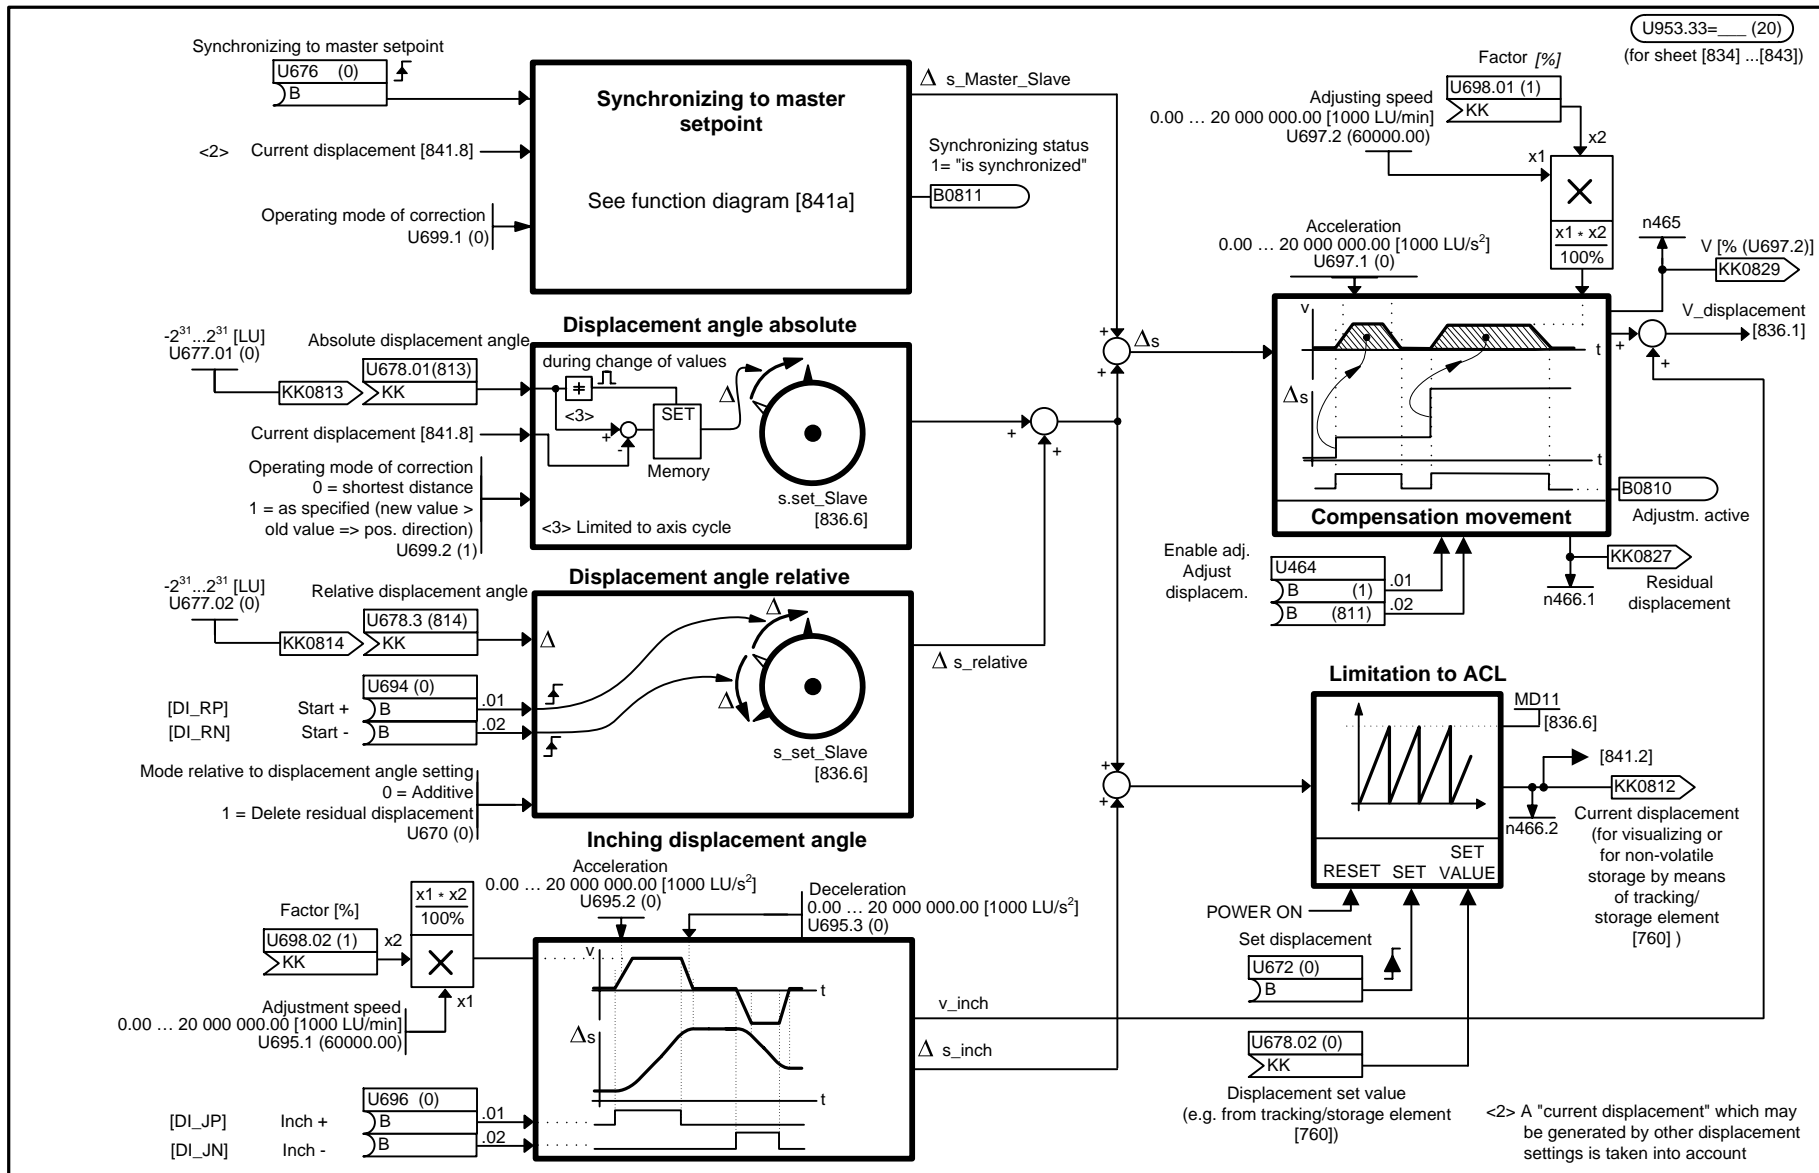 U953.33=___ (20)
(for sheet [834] ...[843])
Synchronizing to master setpoint
U676 (0)
B
Synchronizing to master
setpoint
See function diagram [841a]
<2> Current displacement [841.8]
Operating mode of correction
U699.1 (0)
Δ s_Master_Slave
Synchronizing status
1= "is synchronized"
B0811
Factor [%]
U698.01 (1)
KK
Adjusting speed
0.00 ... 20 000 000.00 [1000 LU/min]
U697.2 (60000.00)
x2
x1
x1 * x2
100%
Acceleration
0.00 ... 20 000 000.00 [1000 LU/s²]
U697.1 (0)
n465
V [% (U697.2)]
KK0829
V_displacement
[836.1]
+
+
Displacement angle absolute
-2³¹...2³¹ [LU]
U677.01 (0)
Absolute displacement angle
U678.01(813)
KK0813
KK
during change of values
≠
<3>
SET
+
-
Memory
Δ
s.set_Slave
[836.6]
<3> Limited to axis cycle
Current displacement [841.8]
Operating mode of correction
0 = shortest distance
1 = as specified (new value >
old value => pos. direction)
U699.2 (1)
+
+
+
+
Δs
v
t
Δs
t
Compensation movement
B0810
Adjustm. active
KK0827
Residual
displacement
n466.1
Enable adj.
Adjust
displacem.
U464
B (1)
.01
B (811)
.02
Displacement angle relative
-2³¹...2³¹ [LU]
U677.02 (0)
Relative displacement angle
U678.3 (814)
KK0814
KK
Δ
Δ
Δ
s_set_Slave
[836.6]
Δ s_relative
[DI_RP] Start +
[DI_RN] Start -
U694 (0)
B
.01
B
.02
Mode relative to displacement angle setting
0 = Additive
1 = Delete residual displacement
U670 (0)
+
+
Limitation to ACL
MD11
[836.6]
[841.2]
KK0812
n466.2
Current displacement
(for visualizing or
for non-volatile
storage by means
of tracking/
storage element
[760] )
RESET
SET
SET
VALUE
POWER ON
Set displacement
U672 (0)
B
U678.02 (0)
KK
Displacement set value
(e.g. from tracking/storage element
[760])
Inching displacement angle
Acceleration
0.00 ... 20 000 000.00 [1000 LU/s²]
U695.2 (0)
Deceleration
0.00 ... 20 000 000.00 [1000 LU/s²]
U695.3 (0)
x1 * x2
100%
Factor [%]
U698.02 (1)
KK
x2
x1
Adjustment speed
0.00 ... 20 000 000.00 [1000 LU/min]
U695.1 (60000.00)
v
t
Δs
t
v_inch
Δ s_inch
[DI_JP] Inch +
[DI_JN] Inch -
U696 (0)
B
.01
B
.02
<2> A "current displacement" which may
be generated by other displacement
settings is taken into account